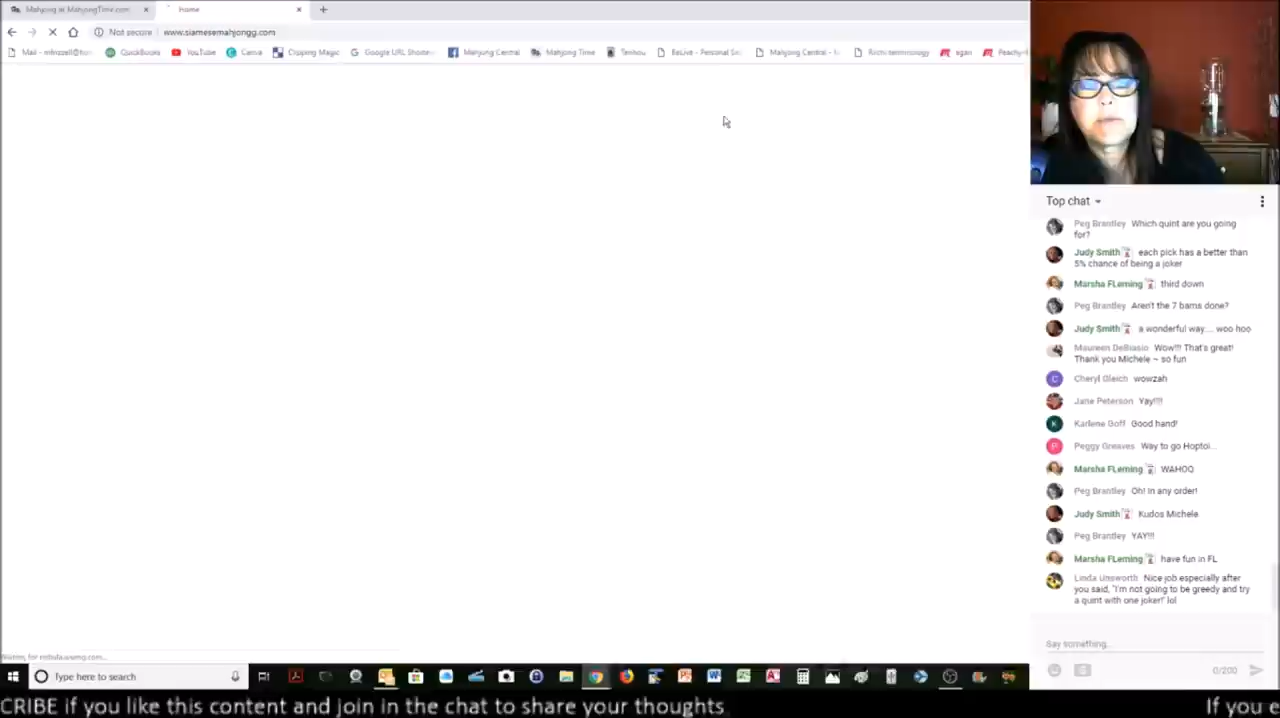 Mahjong at MahjongTime.com
Home
Not secure
www.siamesemahjongg.com
QuickBooks
YouTube
Canva
Clipping Magic
Google URL Shorte
Mahjong Central
Mahjong Time
Tenhou
Mahjong Central -
Riichi terminology
Top chat
Peg Brantley Which quint are you going
for?
Judy Smith each pick has a better than
5% chance of being a joker
Marsha FLeming third down
Peg Brantley Aren't the 7 bams done?
Judy Smith a wonderful way.... woo hoo
Maureen DeBiasio Wow!!! That's great!
Thank you Michele ~ so fun
C Cheryl Gleich wowzah
Jane Peterson Yay!!!!
K Karlene Goff Good hand!
P Peggy Greaves Way to go Hoptoi...
Marsha FLeming WAHOO
Peg Brantley Oh! In any order!
Judy Smith Kudos Michele
Peg Brantley YAY!!!
Marsha FLeming have fun in FL
Linda Unsworth Nice job especially after
you said, "I'm not going to be greedy and try
a quint with one joker!" lol
Say something...
0/200
Type here to search
CRIBE if you like this content and join in the chat to share your thoughts
If you e